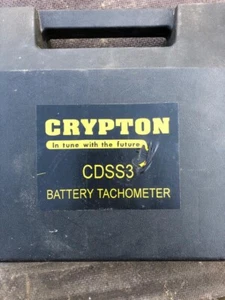 CRYPTON
In tune with the future
CDSS3
BATTERY TACHOMETER